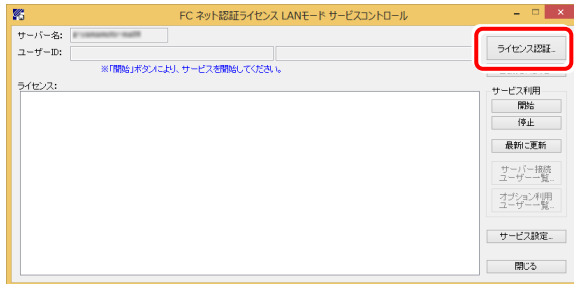 FC ネット認証ライセンス LANモード サービスコントロール
サーバー名:
ユーザーID:
ライセンス認証...
※「開始」ボタンにより、サービスを開始してください。
ライセンス:
サービス利用
開始
停止
最新に更新
サーバー接続
ユーザー一覧...
オプション利用
ユーザー一覧...
サービス設定...
閉じる